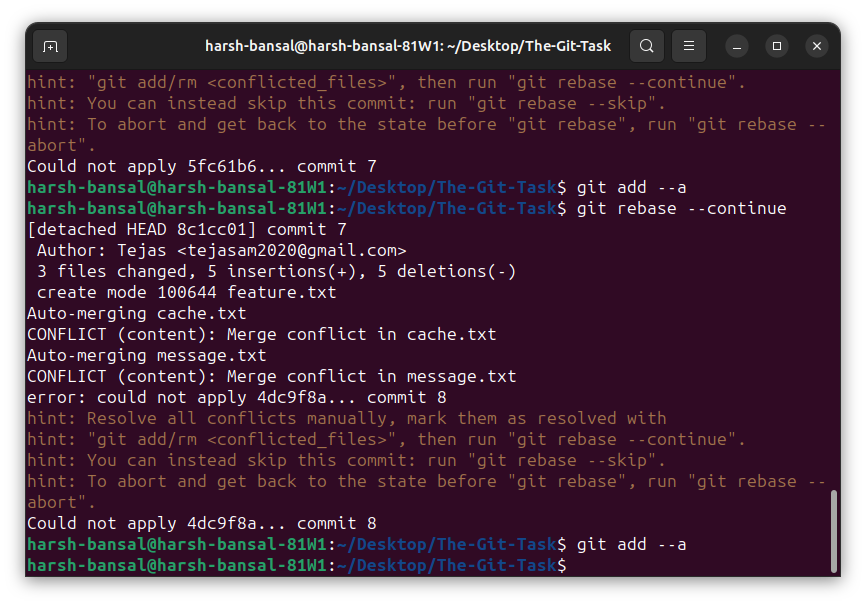 harsh-bansal@harsh-bansal-81W1: ~/Desktop/The-Git-Task
hint: "git add/rm <conflicted_files>", then run "git rebase --continue".
hint: You can instead skip this commit: run "git rebase --skip".
hint: To abort and get back to the state before "git rebase", run "git rebase --
abort".
Could not apply 5fc61b6... commit 7
harsh-bansal@harsh-bansal-81W1:~/Desktop/The-Git-Task$ git add --a
harsh-bansal@harsh-bansal-81W1:~/Desktop/The-Git-Task$ git rebase --continue
[detached HEAD 8c1cc01] commit 7
 Author: Tejas <tejasam2020@gmail.com>
 3 files changed, 5 insertions(+), 5 deletions(-)
 create mode 100644 feature.txt
Auto-merging cache.txt
CONFLICT (content): Merge conflict in cache.txt
Auto-merging message.txt
CONFLICT (content): Merge conflict in message.txt
error: could not apply 4dc9f8a... commit 8
hint: Resolve all conflicts manually, mark them as resolved with
hint: "git add/rm <conflicted_files>", then run "git rebase --continue".
hint: You can instead skip this commit: run "git rebase --skip".
hint: To abort and get back to the state before "git rebase", run "git rebase --
abort".
Could not apply 4dc9f8a... commit 8
harsh-bansal@harsh-bansal-81W1:~/Desktop/The-Git-Task$ git add --a
harsh-bansal@harsh-bansal-81W1:~/Desktop/The-Git-Task$